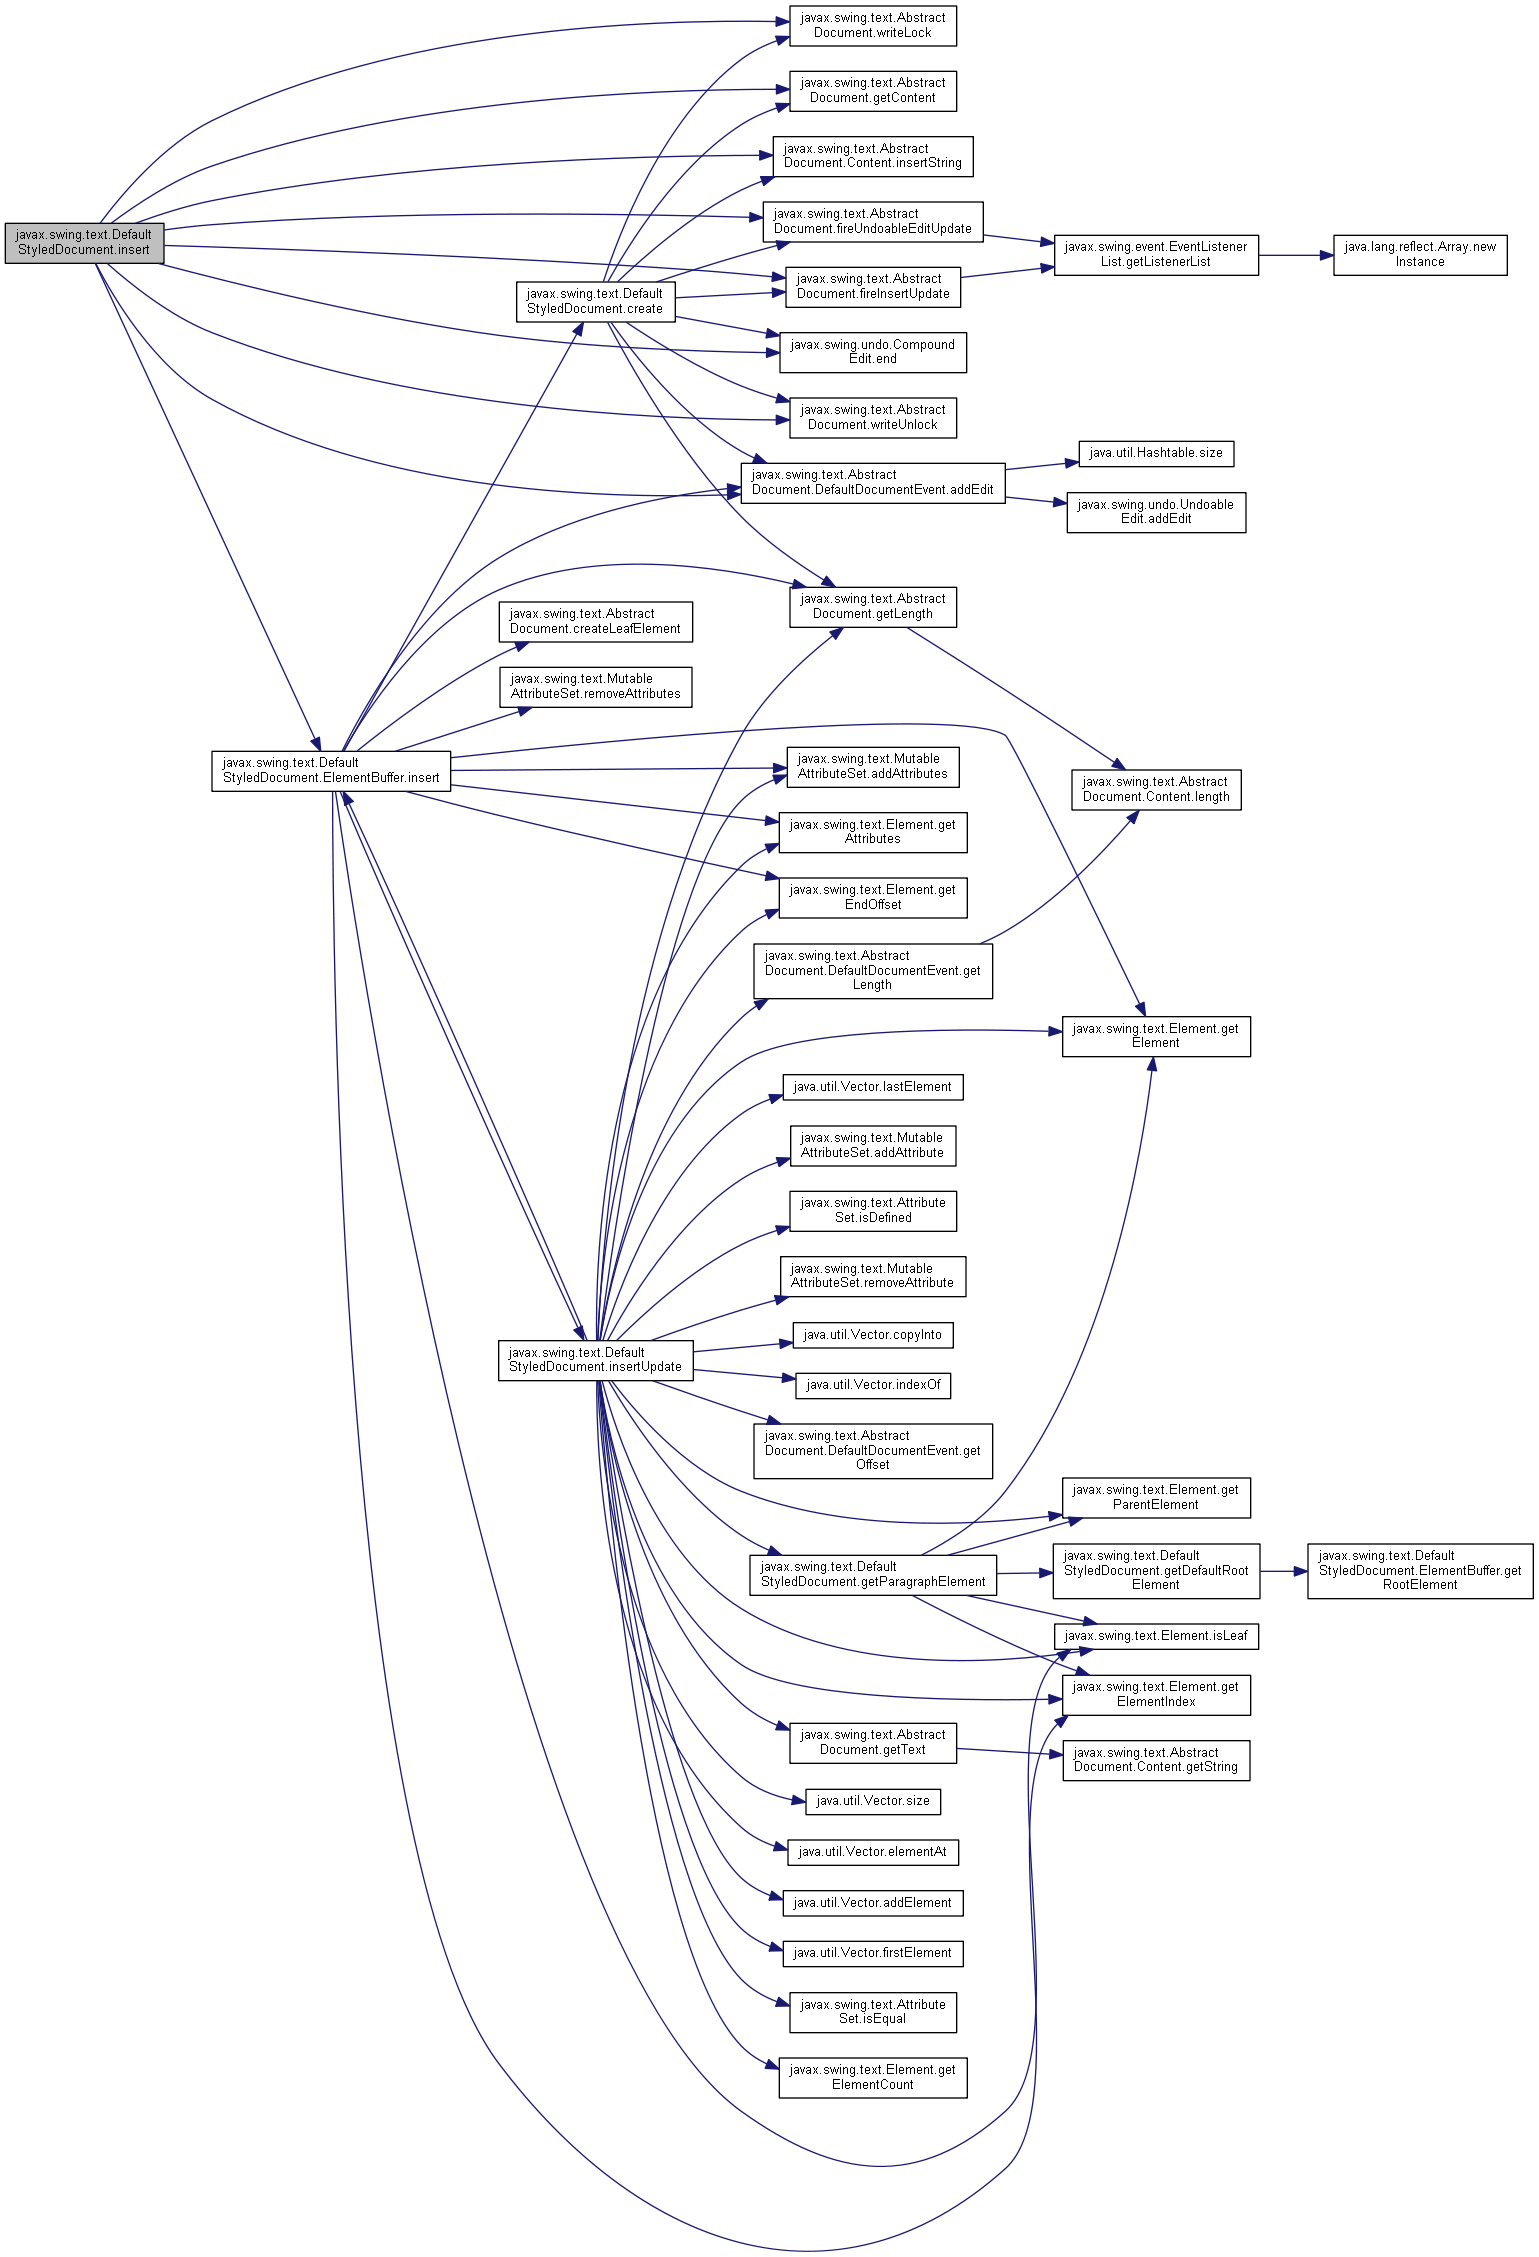 javax.swing.text.Abstract
Document.writeLock
javax.swing.text.Abstract
Document.getContent
javax.swing.text.Abstract
Document.Content.insertString
javax.swing.text.Abstract
Document.fireUndoableEditUpdate
javax.swing.text.Default
StyledDocument.insert
javax.swing.event.EventListener
List.getListenerList
java.lang.reflect.Array.new
Instance
javax.swing.text.Abstract
Document.fireInsertUpdate
javax.swing.text.Default
StyledDocument.create
javax.swing.undo.Compound
Edit.end
javax.swing.text.Abstract
Document.writeUnlock
java.util.Hashtable.size
javax.swing.text.Abstract
Document.DefaultDocumentEvent.addEdit
javax.swing.undo.Undoable
Edit.addEdit
javax.swing.text.Abstract
Document.getLength
javax.swing.text.Abstract
Document.createLeafElement
javax.swing.text.Mutable
AttributeSet.removeAttributes
javax.swing.text.Default
StyledDocument.ElementBuffer.insert
javax.swing.text.Mutable
AttributeSet.addAttributes
javax.swing.text.Abstract
Document.Content.length
javax.swing.text.Element.get
Attributes
javax.swing.text.Element.get
EndOffset
javax.swing.text.Abstract
Document.DefaultDocumentEvent.get
Length
javax.swing.text.Element.get
Element
java.util.Vector.lastElement
javax.swing.text.Mutable
AttributeSet.addAttribute
javax.swing.text.Attribute
Set.isDefined
javax.swing.text.Mutable
AttributeSet.removeAttribute
java.util.Vector.copyInto
javax.swing.text.Default
StyledDocument.insertUpdate
java.util.Vector.indexOf
javax.swing.text.Abstract
Document.DefaultDocumentEvent.get
Offset
javax.swing.text.Element.get
ParentElement
javax.swing.text.Default
StyledDocument.getParagraphElement
javax.swing.text.Default
StyledDocument.getDefaultRoot
Element
javax.swing.text.Default
StyledDocument.ElementBuffer.get
RootElement
javax.swing.text.Element.isLeaf
javax.swing.text.Element.get
ElementIndex
javax.swing.text.Abstract
Document.getText
javax.swing.text.Abstract
Document.Content.getString
java.util.Vector.size
java.util.Vector.elementAt
java.util.Vector.addElement
java.util.Vector.firstElement
javax.swing.text.Attribute
Set.isEqual
javax.swing.text.Element.get
ElementCount